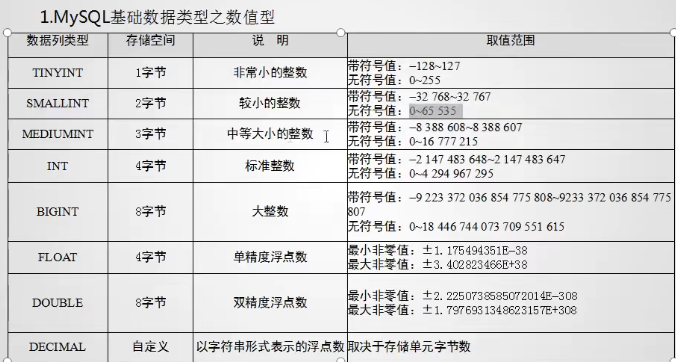 1.MySQL基础数据类型之数值型
数据列类型 存储空间 说 明 取值范围
TINYINT 1字节 非常小的整数 带符号值：−128~127
无符号值：0~255
SMALLINT 2字节 较小的整数 带符号值：−32 768~32 767
无符号值：0~65 535
MEDIUMINT 3字节 中等大小的整数 带符号值：−8 388 608~8 388 607
无符号值：0~16 777 215
INT 4字节 标准整数 带符号值：−2 147 483 648~2 147 483 647
无符号值：0~4 294 967 295
BIGINT 8字节 大整数 带符号值：−9 223 372 036 854 775 808~9233 372 036 854 775
807
无符号值：0~18 446 744 073 709 551 615
FLOAT 4字节 单精度浮点数 最小非零值：±1.175494351E-38
最大非零值：±3.402823466E+38
DOUBLE 8字节 双精度浮点数 最小非零值：±2.2250738585072014E-308
最大非零值：±1.7976931348623157E+308
DECIMAL 自定义 以字符串形式表示的浮点数 取决于存储单元字节数